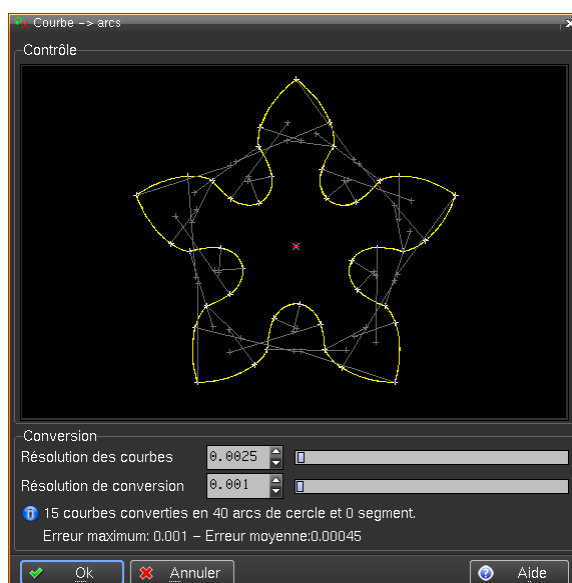 Courbe -> arcs
Contrôle
Conversion
Résolution des courbes 0.0025
Résolution de conversion 0.001
15 courbes converties en 40 arcs de cercle et 0 segment.
Erreur maximum: 0.001 – Erreur moyenne:0.00045
Ok Annuler Aide